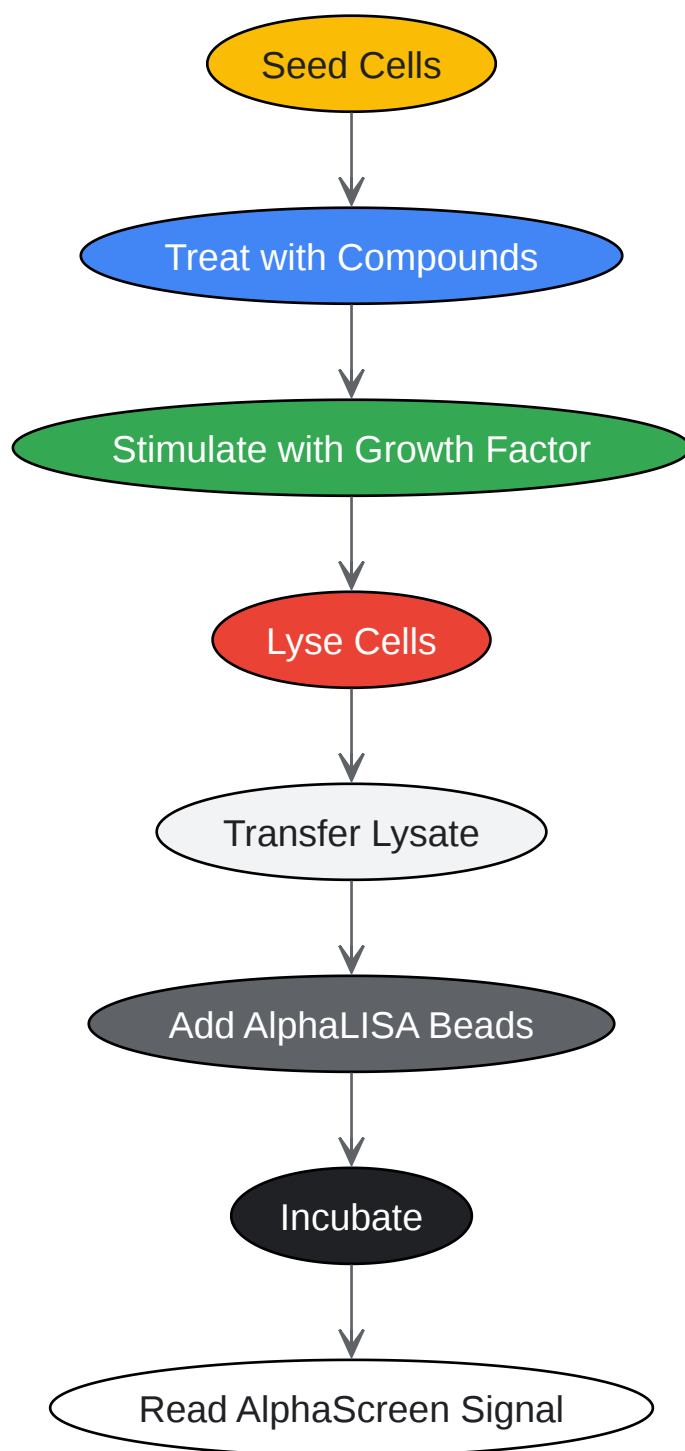 Seed Cells
Treat with Compounds
Stimulate with Growth Factor
Lyse Cells
Transfer Lysate
Add AlphaLISA Beads
Incubate
Read AlphaScreen Signal